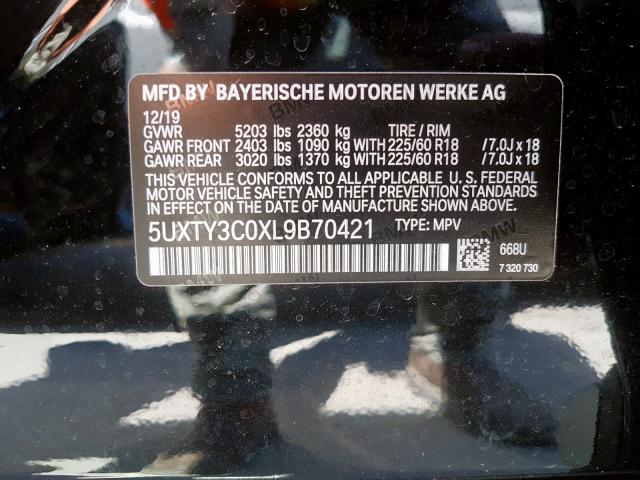 MFD BY BAYERISCHE MOTOREN WERKE AG
12/19
GVWR 5203 lbs 2360 kg TIRE / RIM
GAWR FRONT 2403 lbs 1090 kg WITH 225/60 R18 / 7.0J x 18
GAWR REAR 3020 lbs 1370 kg WITH 225/60 R18 / 7.0J x 18
THIS VEHICLE CONFORMS TO ALL APPLICABLE U. S. FEDERAL
MOTOR VEHICLE SAFETY AND THEFT PREVENTION STANDARDS
IN EFFECT ON THE DATE OF MANUFACTURE SHOWN ABOVE.
5UXTY3C0XL9B70421 TYPE: MPV
668U
7 320 730